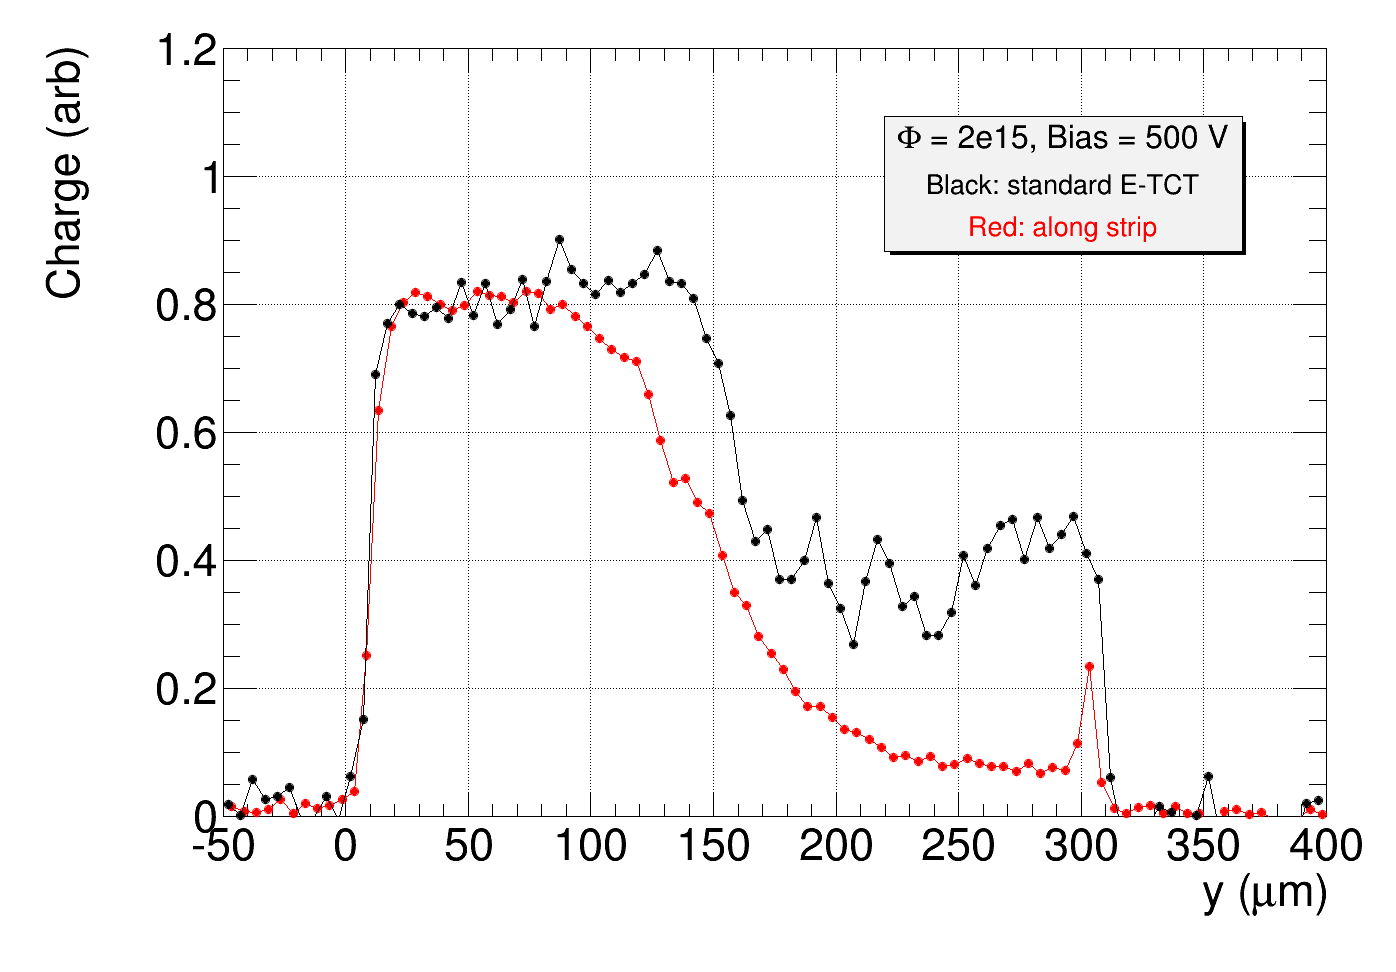 Charge (arb)
1.2
1
0.8
0.6
0.4
0.2
0
-50 0 50 100 150 200 250 300 350 400
y (μm)
Φ = 2e15, Bias = 500 V
Black: standard E-TCT
Red: along strip